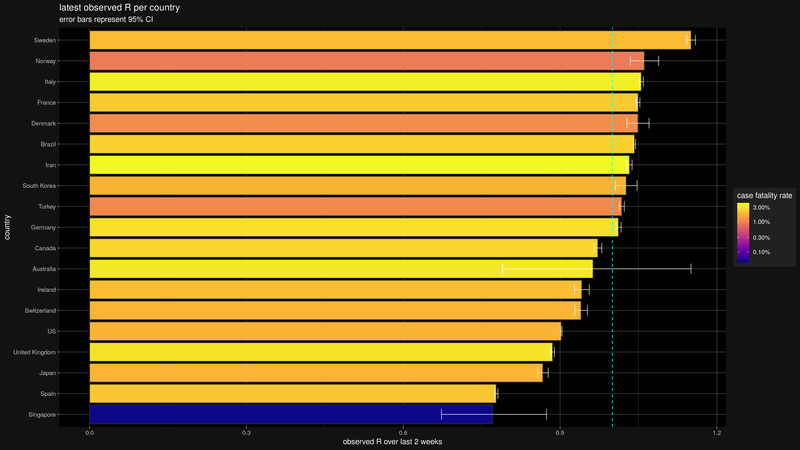 latest observed R per country
error bars represent 95% CI
Sweden
Norway
Italy
France
Denmark
Brazil
Iran
South Korea
Turkey
Germany
Canada
Australia
Ireland
Switzerland
US
United Kingdom
Japan
Spain
Singapore
country
0.0 0.3 0.6 0.9 1.2
observed R over last 2 weeks
case fatality rate
3.00%
1.00%
0.30%
0.10%